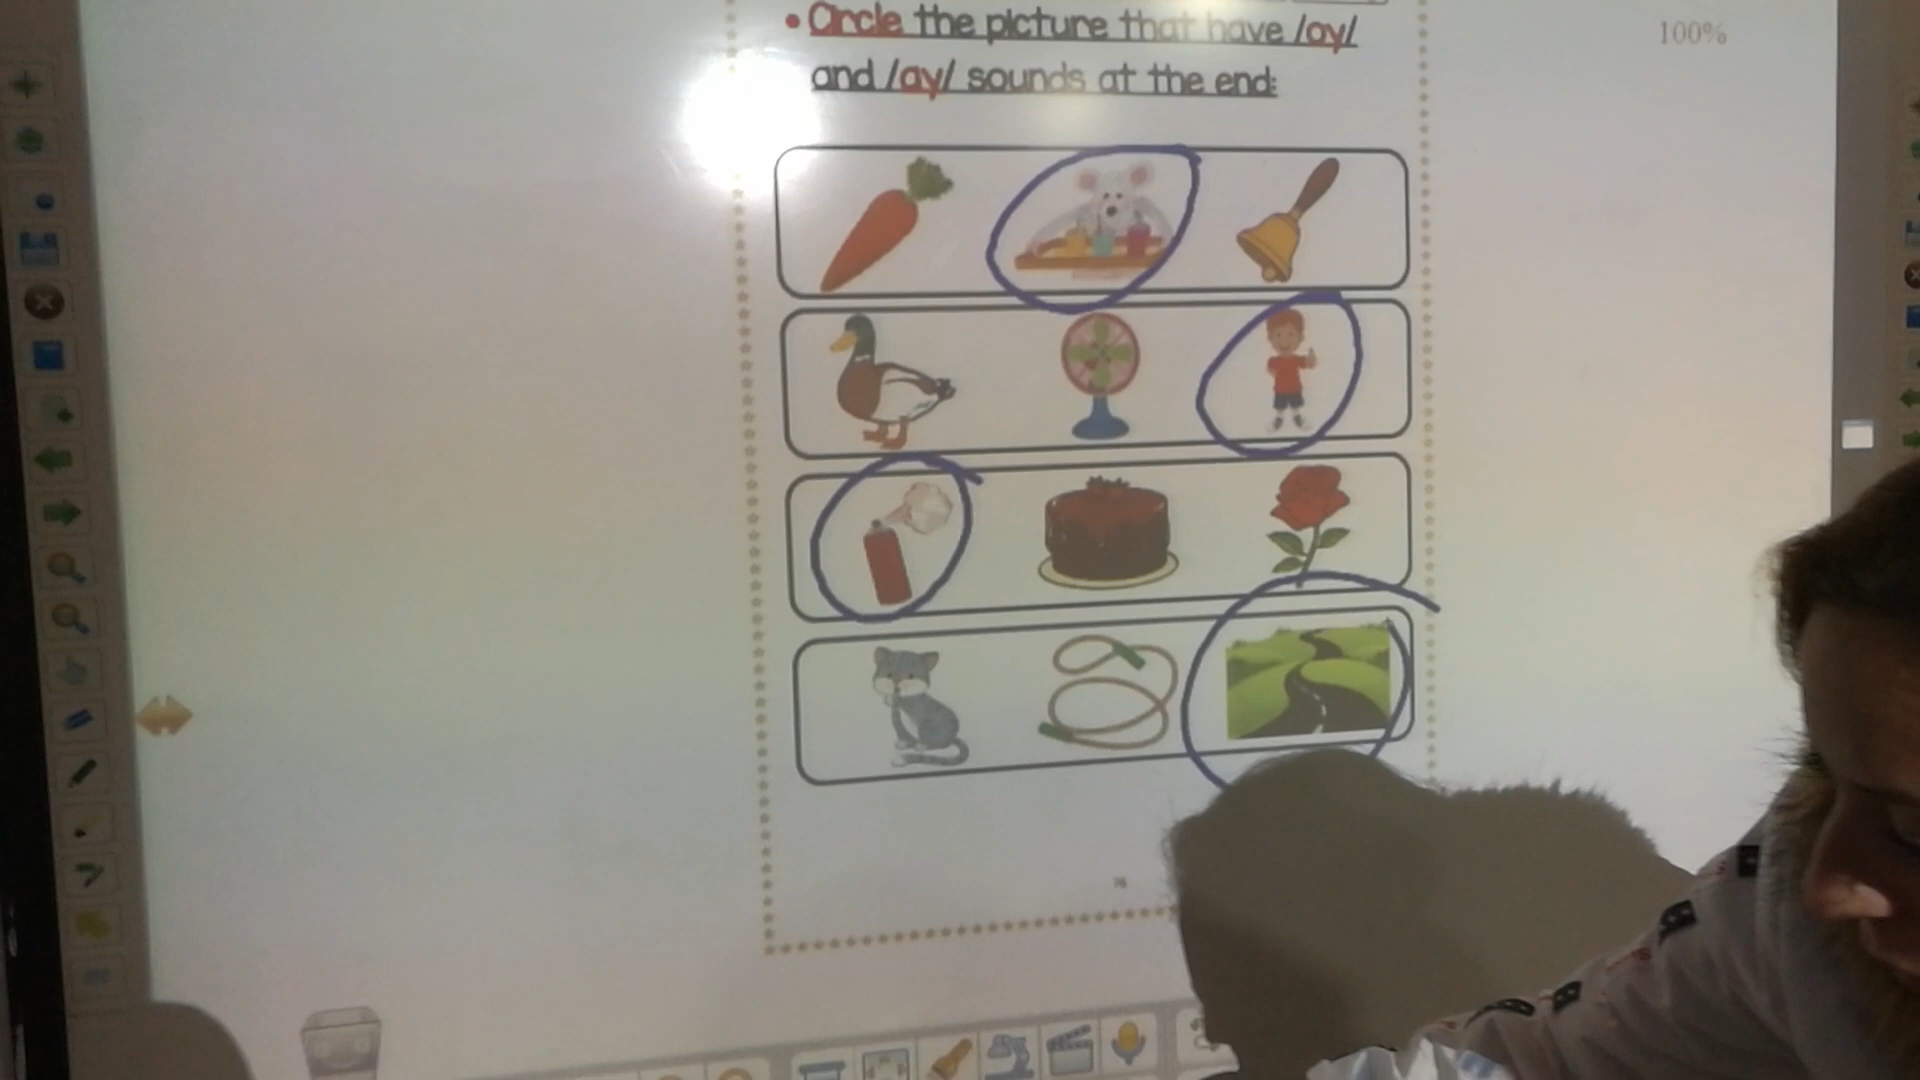 • Circle the picture that have /oy/
and /ay/ sounds at the end:
100%